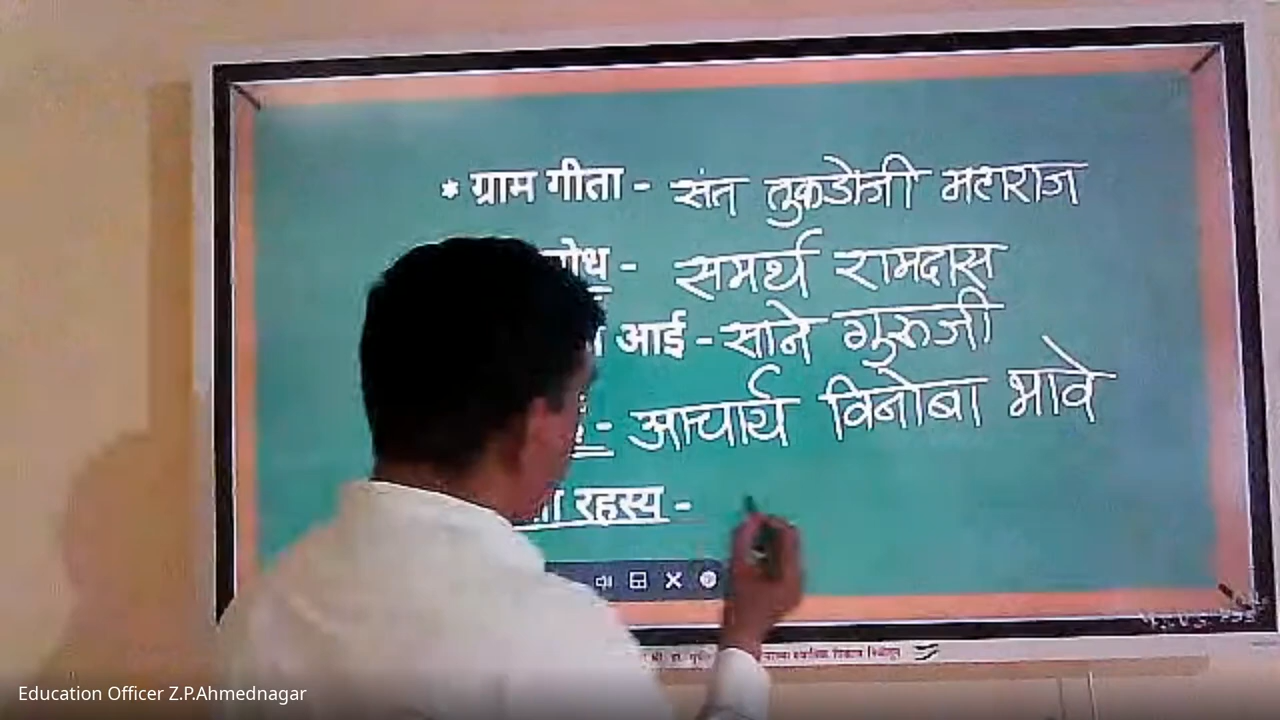 * ग्राम गीता - संत तुकडोजी महाराज
- समर्थ रामदास
आई - साने गुरुजी
- आचार्य विनोबा भावे
रहस्य -
Education Officer Z.P.Ahmednagar